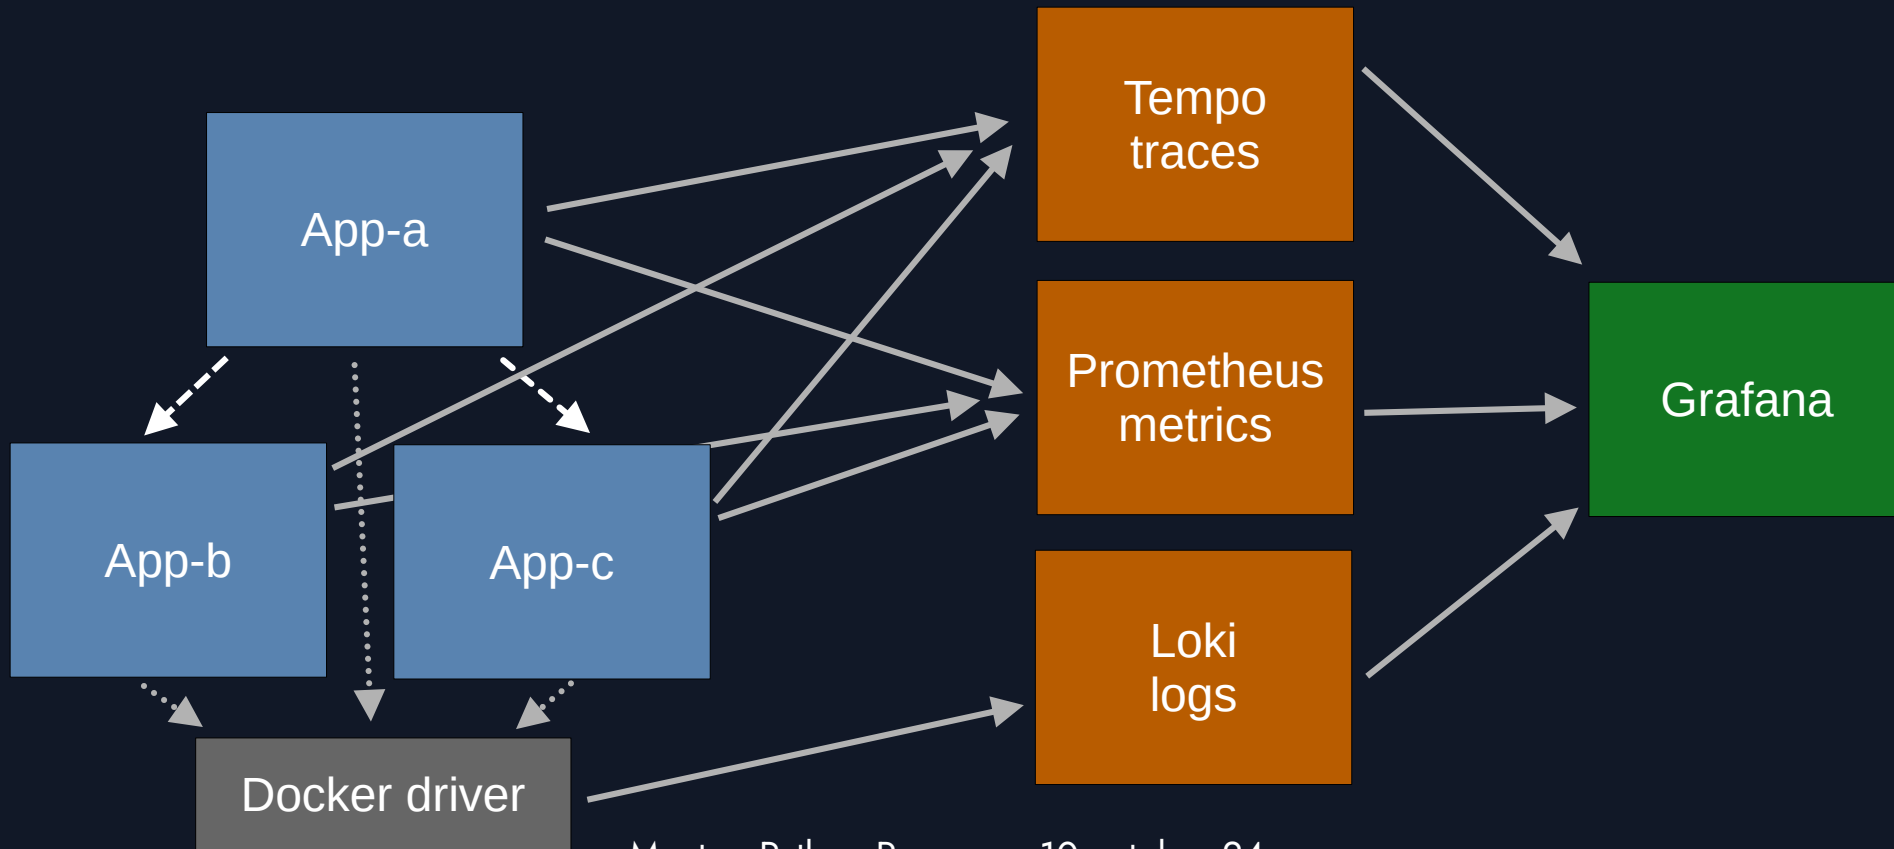 Tempo
traces
App-a
Prometheus
metrics
Grafana
App-b
App-c
Loki
logs
Docker driver